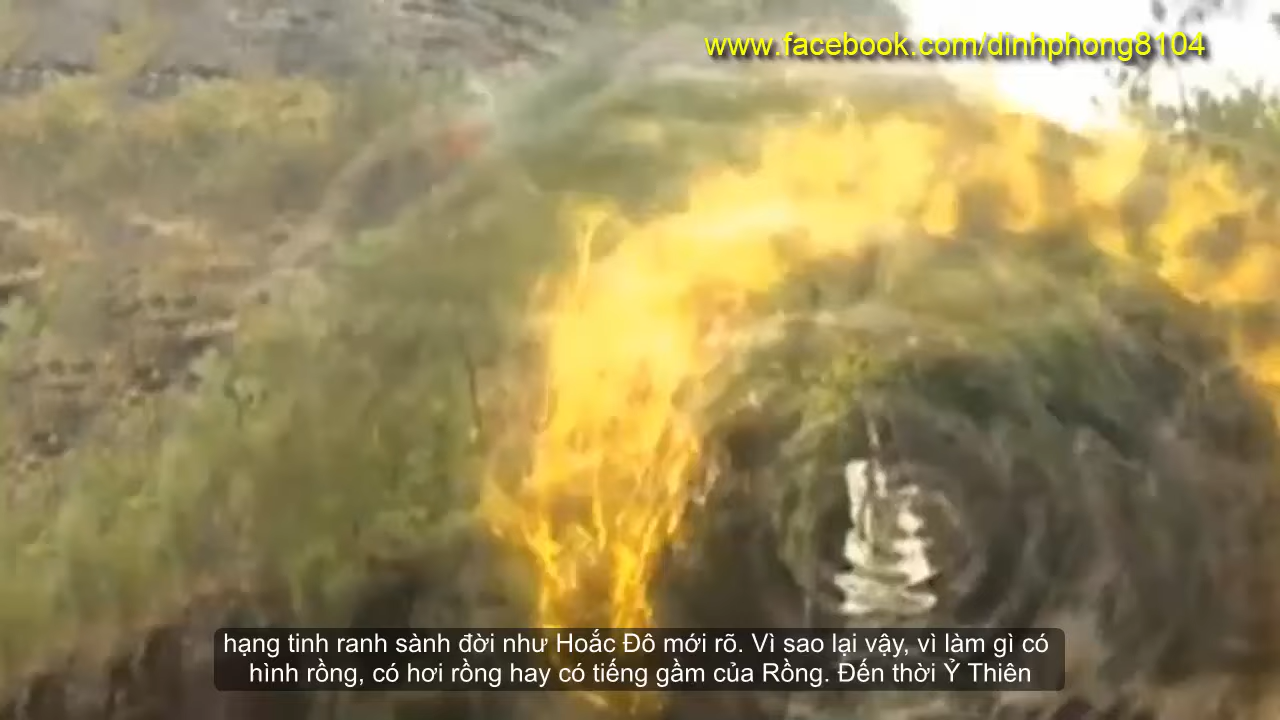 www.facebook.com/dinhphong8104
hạng tinh ranh sành đời như Hoắc Đô mới rõ. Vì sao lại vậy, vì làm gì có
hình rồng, có hơi rồng hay có tiếng gầm của Rồng. Đến thời Ỷ Thiên